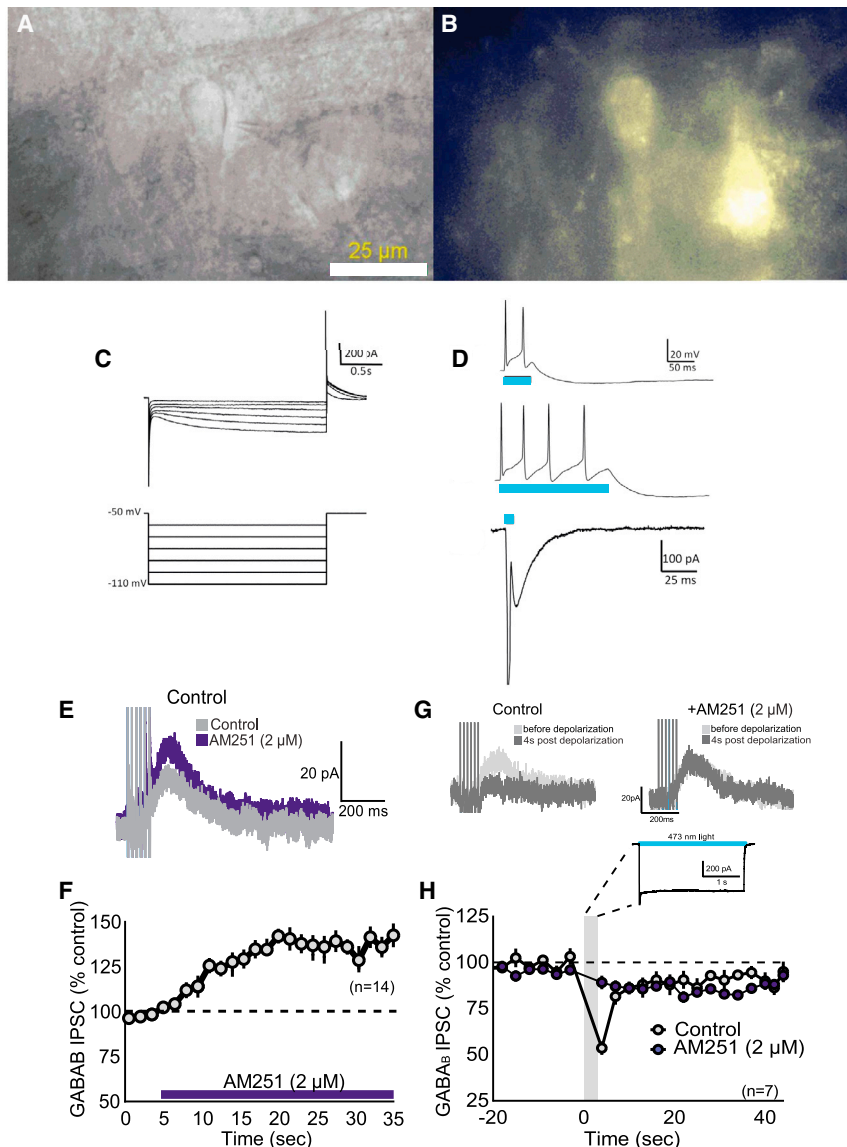 A
B
25 µm
C
200 pA
0.5s
-50 mV
-110 mV
D
20 mV
50 ms
100 pA
25 ms
E
Control
Control
AM251 (2 µM)
20 pA
200 ms
F
GABAB IPSC (% control)
150
125
100
75
50
(n=14)
AM251 (2 µM)
0 5 10 15 20 25 30 35
Time (sec)
G
Control
before depolarization
4s post depolarization
+AM251 (2 µM)
before depolarization
4s post depolarization
20pA
200ms
473 nm light
200 pA
1 s
H
GABAB IPSC (% control)
125
100
75
50
25
Control
AM251 (2 µM)
(n=7)
-20 0 20 40
Time (sec)